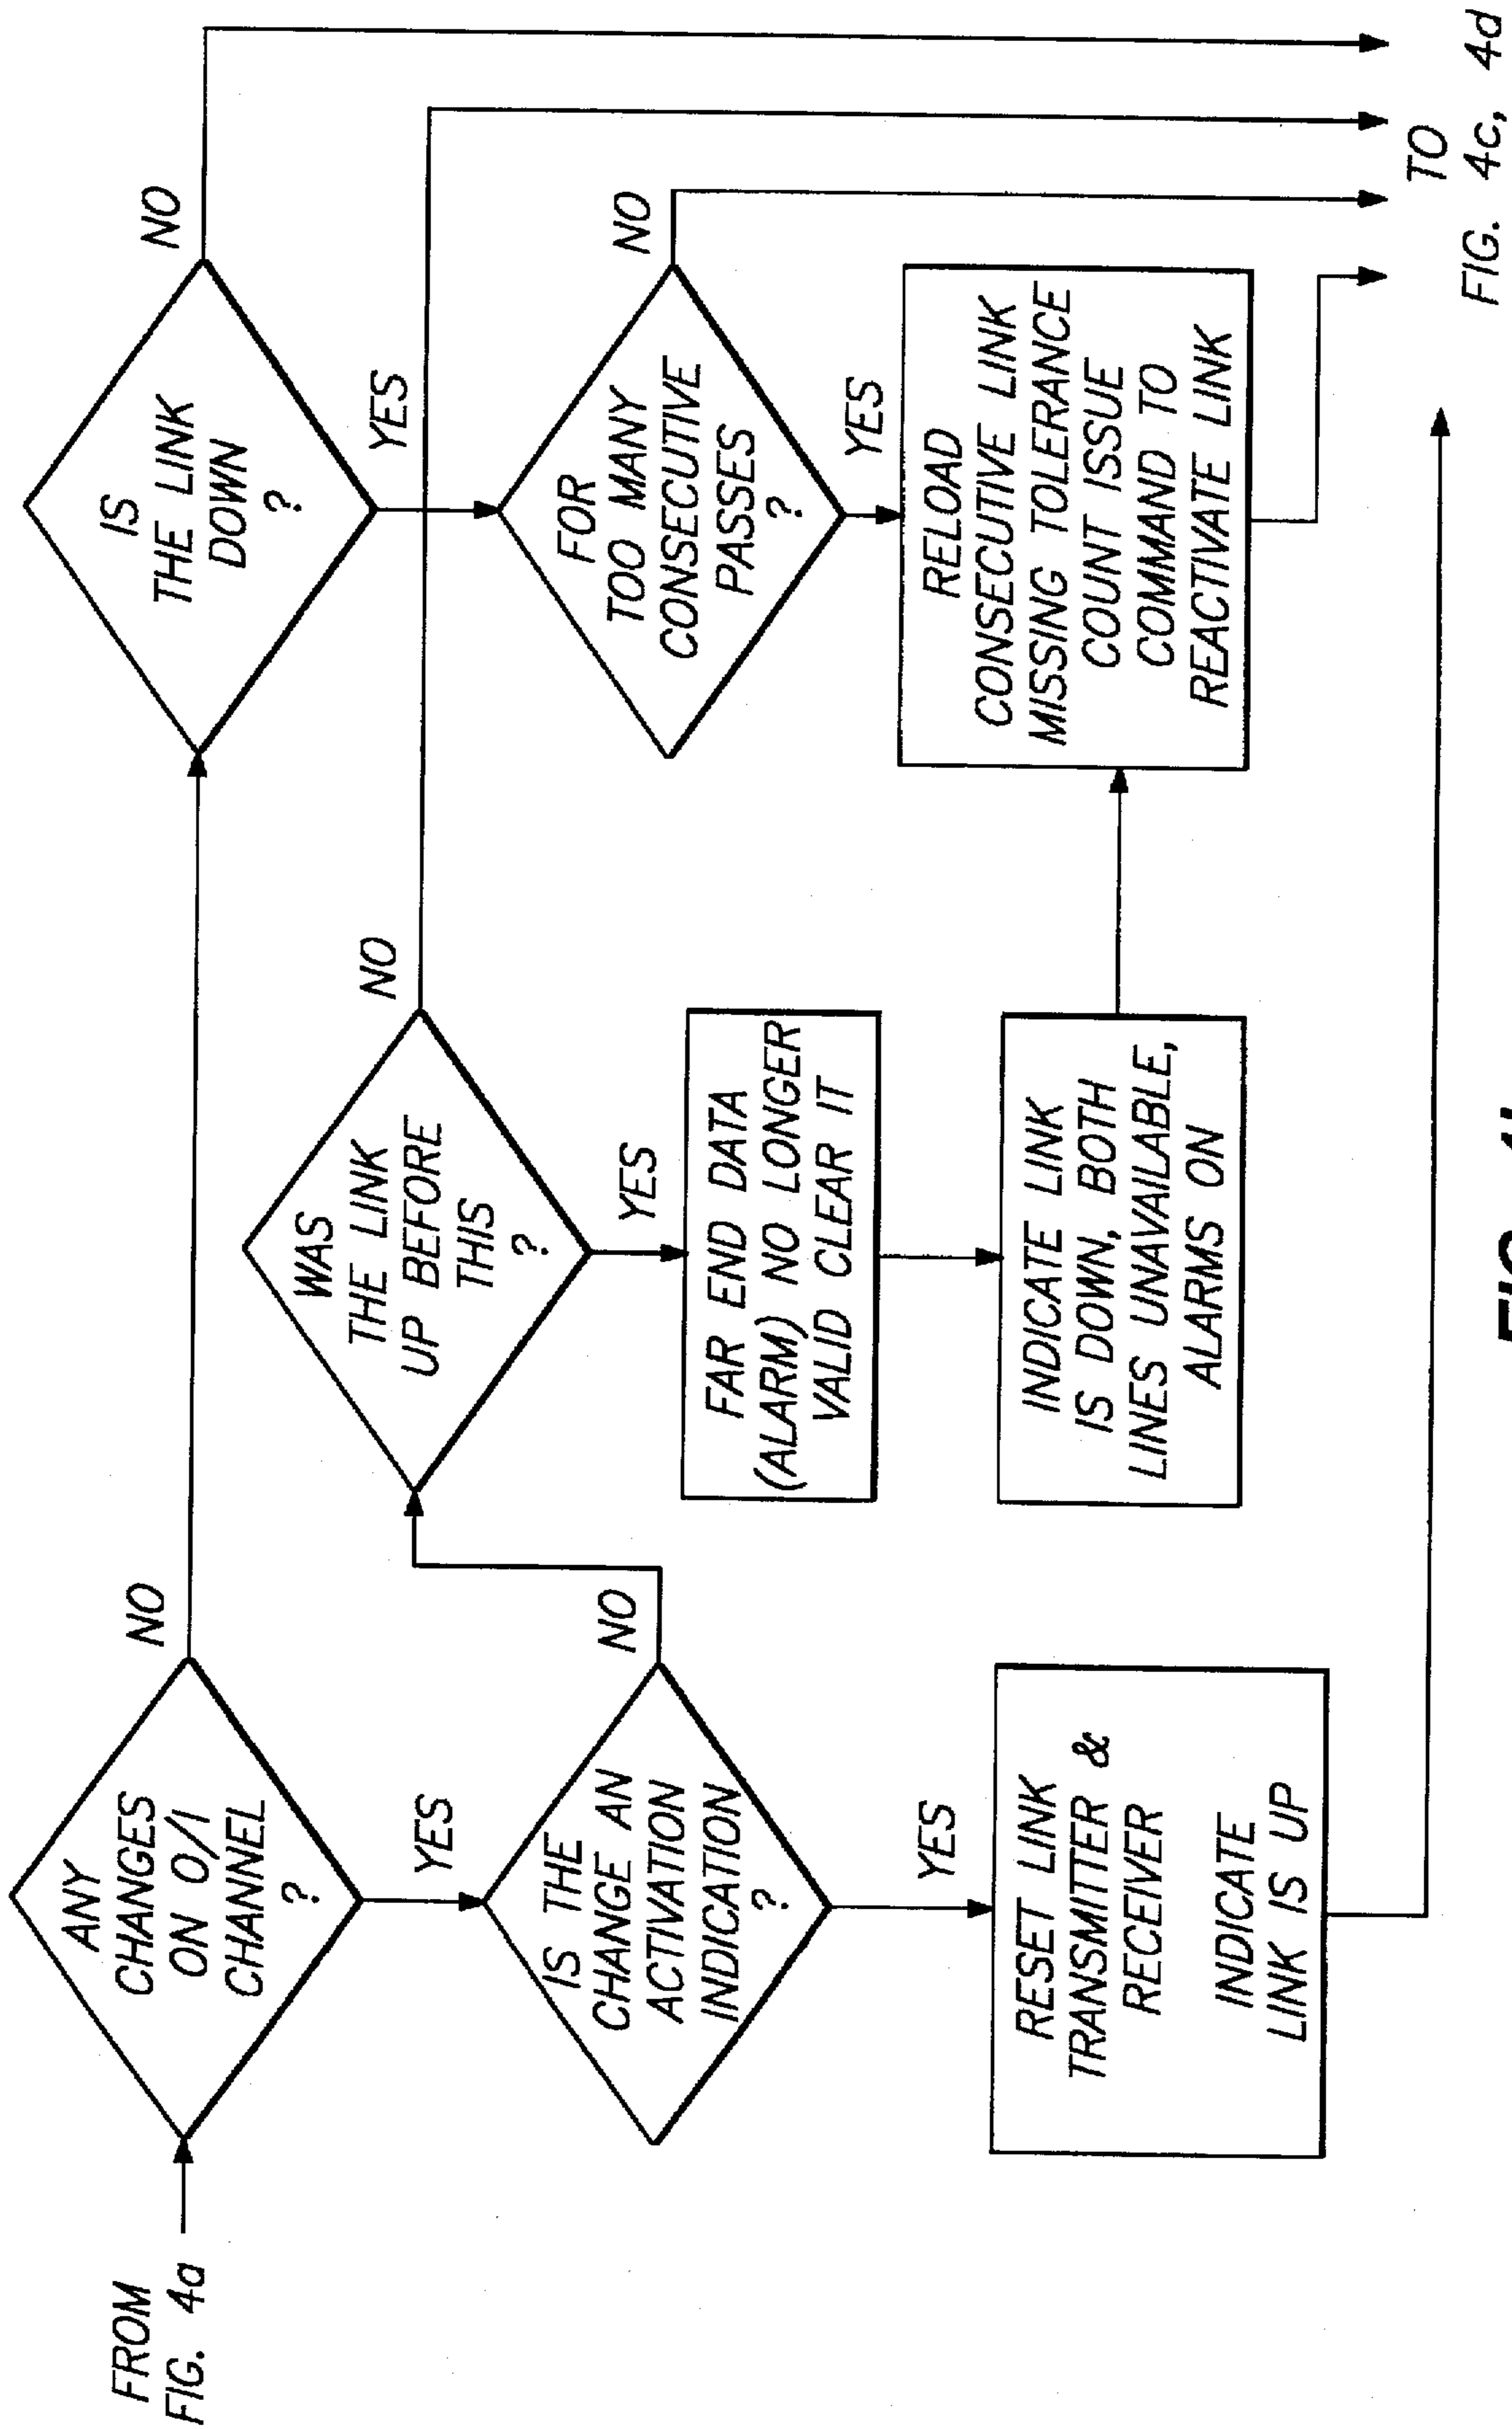 FROM
FIG. 4a
ANY
CHANGES
ON 0/1
CHANNEL
?
NO
YES
IS THE
CHANGE AN
ACTIVATION
INDICATION
?
NO
YES
RESET LINK
TRANSMITTER &
RECEIVER
INDICATE
LINK IS UP
WAS
THE LINK
UP BEFORE
THIS
?
NO
YES
FAR END DATA
(ALARM) NO LONGER
VALID CLEAR IT
INDICATE LINK
IS DOWN, BOTH
LINES UNAVAILABLE,
ALARMS ON
IS
THE LINK
DOWN
?
NO
YES
FOR
TOO MANY
CONSECUTIVE
PASSES
?
NO
YES
RELOAD
CONSECUTIVE LINK
MISSING TOLERANCE
COUNT ISSUE
COMMAND TO
REACTIVATE LINK
TO
FIG. 4c, 4d